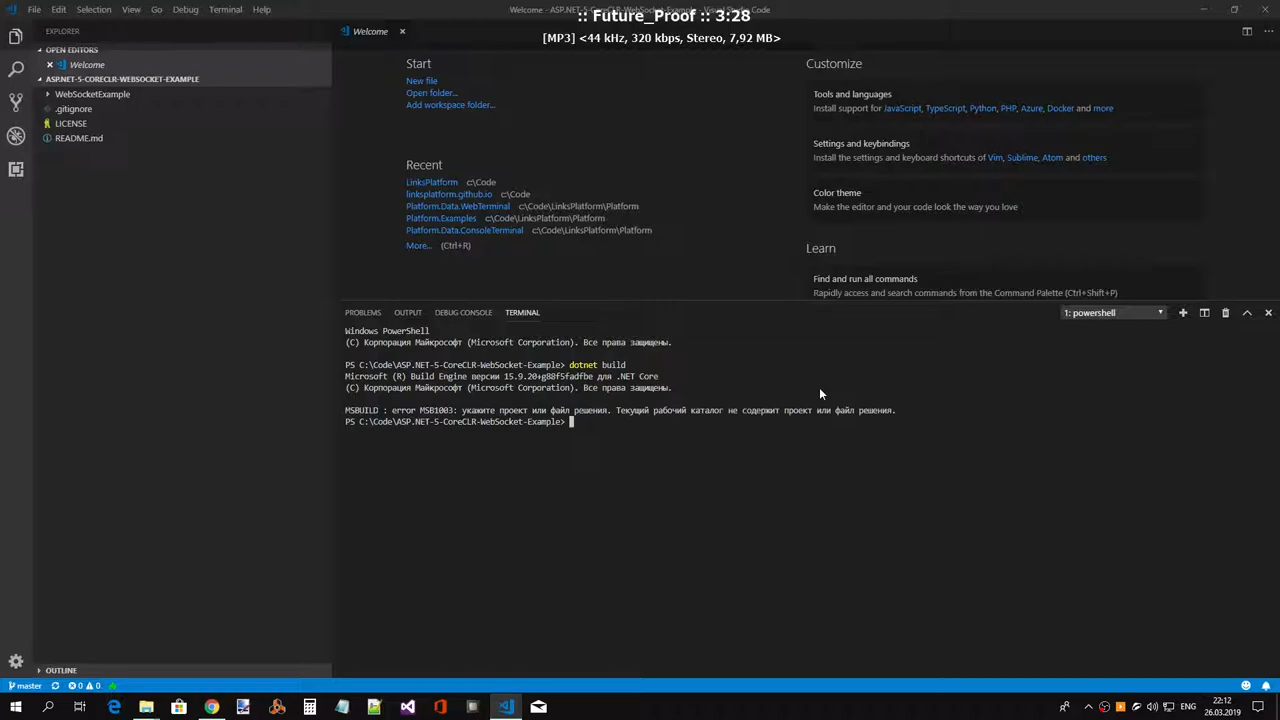 File Edit Selection View Go Debug Terminal Help
:: Future_Proof :: 3:28
[MP3] <44 kHz, 320 kbps, Stereo, 7,92 MB>
EXPLORER
OPEN EDITORS
Welcome
ASP.NET-5-CORECLR-WEBSOCKET-EXAMPLE
WebSocketExample
.gitignore
LICENSE
README.md
OUTLINE
Welcome
Start
New file
Open folder...
Add workspace folder...
Recent
LinksPlatform c:\Code
linksplatform.github.io c:\Code
Platform.Data.WebTerminal c:\Code\LinksPlatform\Platform
Platform.Examples c:\Code\LinksPlatform\Platform
Platform.Data.ConsoleTerminal c:\Code\LinksPlatform\Platform
More... (Ctrl+R)
Customize
Tools and languages
Install support for JavaScript, TypeScript, Python, PHP, Azure, Docker and more
Settings and keybindings
Install the settings and keyboard shortcuts of Vim, Sublime, Atom and others
Color theme
Make the editor and your code look the way you love
Learn
Find and run all commands
Rapidly access and search commands from the Command Palette (Ctrl+Shift+P)
PROBLEMS OUTPUT DEBUG CONSOLE TERMINAL
1: powershell
Windows PowerShell
(C) Корпорация Майкрософт (Microsoft Corporation). Все права защищены.
PS C:\Code\ASP.NET-5-CoreCLR-WebSocket-Example> dotnet build
Microsoft (R) Build Engine версии 15.9.20+g88f5fadfbe для .NET Core
(C) Корпорация Майкрософт (Microsoft Corporation). Все права защищены.
MSBUILD : error MSB1003: укажите проект или файл решения. Текущий рабочий каталог не содержит проект или файл решения.
PS C:\Code\ASP.NET-5-CoreCLR-WebSocket-Example>
master 0 0
ENG
22:12
26.03.2019